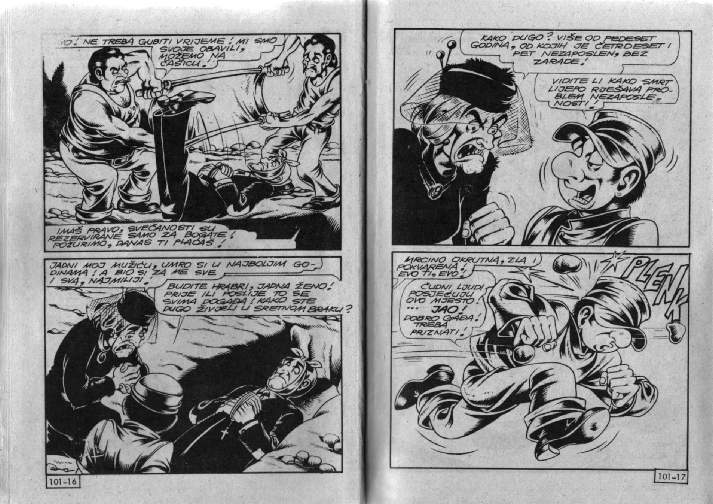 NE TREBA GUBITI VRIJEME! MI SMO
SVOJE OBAVILI,
MOŽEMO NA
ČAŠICU!
IMAŠ PRAVO, SVEČANOSTI SU
REZERVIRANE SAMO ZA BOGATE!
POŽURIMO, DANAS TI PLAĆAŠ!
JADNI MOJ MUŽIĆU, UMRO SI U NAJBOLJIM GO-
DINAMA! A BIO SI ZA ME SVE
I SVA, NAJMILIJI!
BUDITE HRABRI, JADNA ŽENO!
PRIJE ILI POSLIJE TO SE
SVIMA DOGAĐA! KAKO STE
DUGO ŽIVJELI U SRETNOM BRAKU?
101-16
KAKO DUGO? VIŠE OD PEDESET
GODINA, OD KOJIH JE ČETRDESET I
PET NEZAPOSLEN, BEZ
ZARADE!
VIDITE LI KAKO SMRT
LIJEPO RJEŠAVA PRO-
BLEM NEZAPOSLE-
NOSTI!
MRCINO OKRUTNA, ZLA I
POKVARENA!
EVO TI, EVO!
ČUDNI LJUDI
POSJEĆUJU
OVO MJESTO!
... JAO!
DOBRO GAĐA!
TREBA
PRIZNATI!
PLENK
101-17